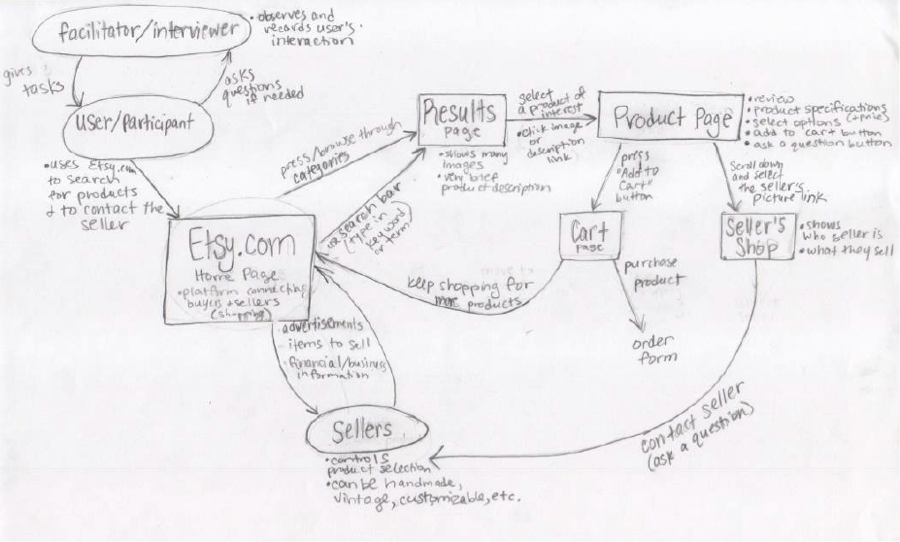 facilitator/interviewer
• observes and
records user's
interaction
gives
tasks
asks
questions
if needed
user/participant
• uses Etsy.com
to search
for products
& to contact the
seller
press/browse through
categories
use search bar
(type in
keyword
or term)
Etsy.com
Home Page
• platform connecting
buyers + sellers
(shopping)
Results
page
• shows many
images
• very brief
product description
select
a product of
interest
• click image
or
description
link
Product Page
• review
• product specifications
• select options (+price)
• add to cart button
• ask a question button
press
"Add to
Cart"
button
Scroll down
and select
the seller's
picture link
Cart
page
Seller's
Shop
• shows
who seller is
• what they sell
keep shopping for
more products
purchase
product
order
form
advertisements
items to sell
financial/business
information
Sellers
• controls
product selection
• can be handmade,
vintage, customizable, etc.
contact seller
(ask a question)